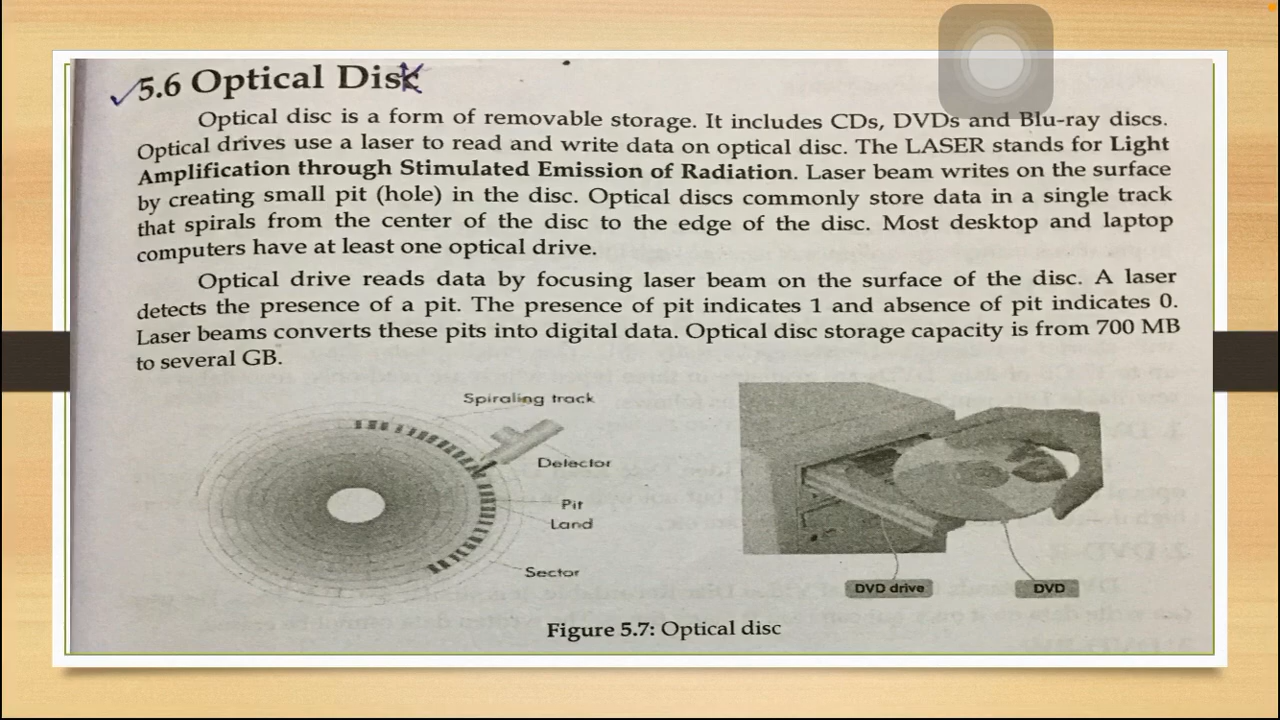 5.6 Optical Disk
Optical disc is a form of removable storage. It includes CDs, DVDs and Blu-ray discs.
Optical drives use a laser to read and write data on optical disc. The LASER stands for Light
Amplification through Stimulated Emission of Radiation. Laser beam writes on the surface
by creating small pit (hole) in the disc. Optical discs commonly store data in a single track
that spirals from the center of the disc to the edge of the disc. Most desktop and laptop
computers have at least one optical drive.
Optical drive reads data by focusing laser beam on the surface of the disc. A laser
detects the presence of a pit. The presence of pit indicates 1 and absence of pit indicates 0.
Laser beams converts these pits into digital data. Optical disc storage capacity is from 700 MB
to several GB.
Spiraling track
Detector
Pit
Land
Sector
DVD drive
DVD
Figure 5.7: Optical disc